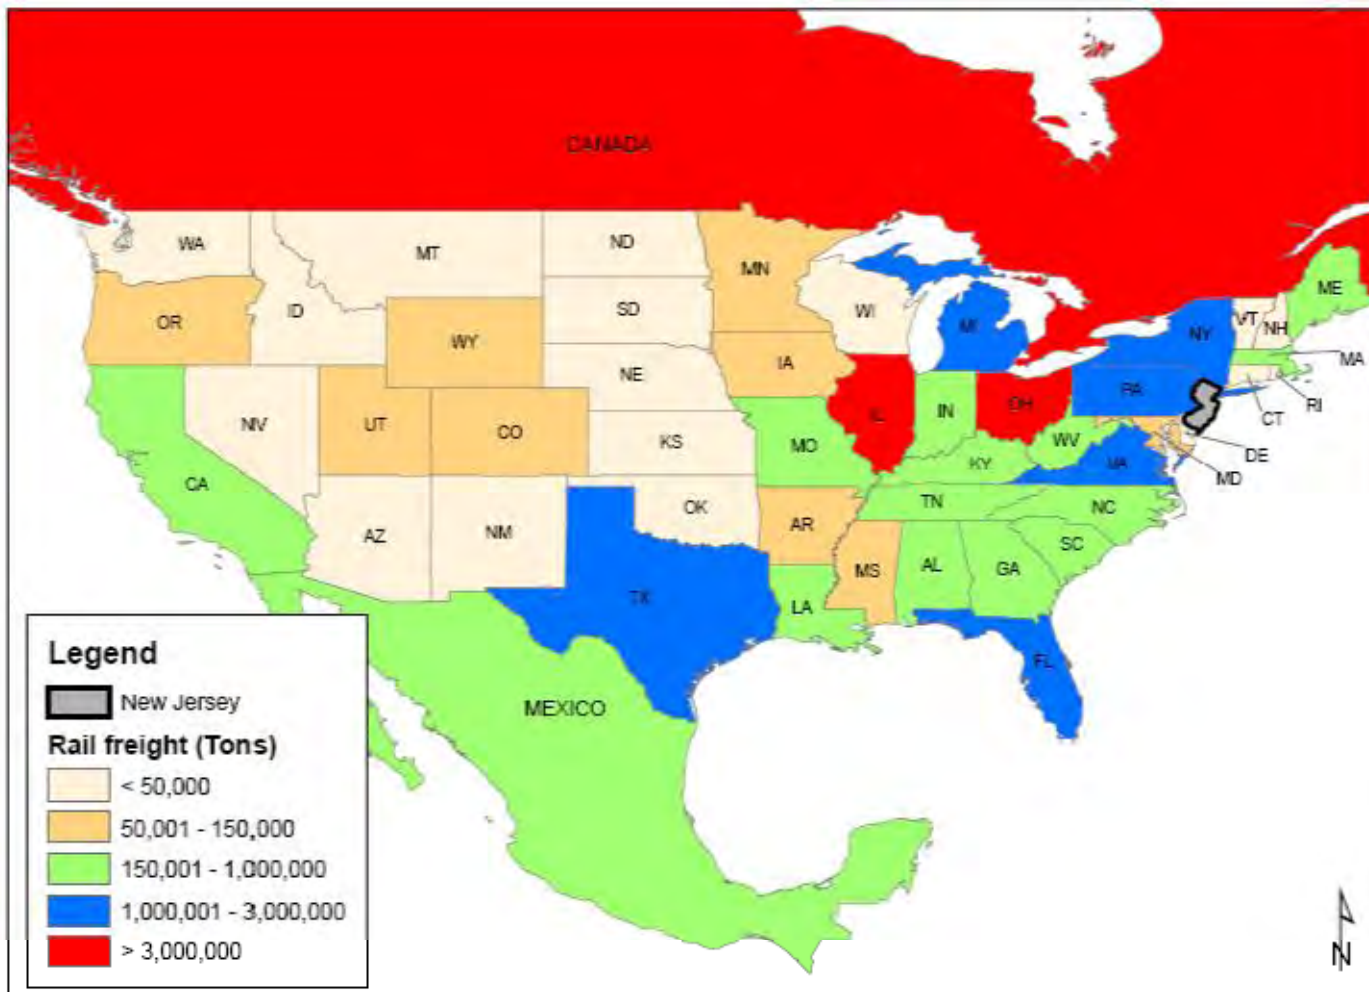 CANADA
WA
MT
ND
MN
OR
ID
SD
WI
MI
ME
WY
IA
NE
NY
VT
NH
MA
NV
UT
CO
KS
MO
IL
IN
OH
PA
WV
RI
CT
DE
MD
CA
AZ
NM
OK
AR
KY
VA
TN
NC
SC
MS
AL
GA
TX
LA
FL
MEXICO
Legend
New Jersey
Rail freight (Tons)
< 50,000
50,001 - 150,000
150,001 - 1,000,000
1,000,001 - 3,000,000
> 3,000,000
N